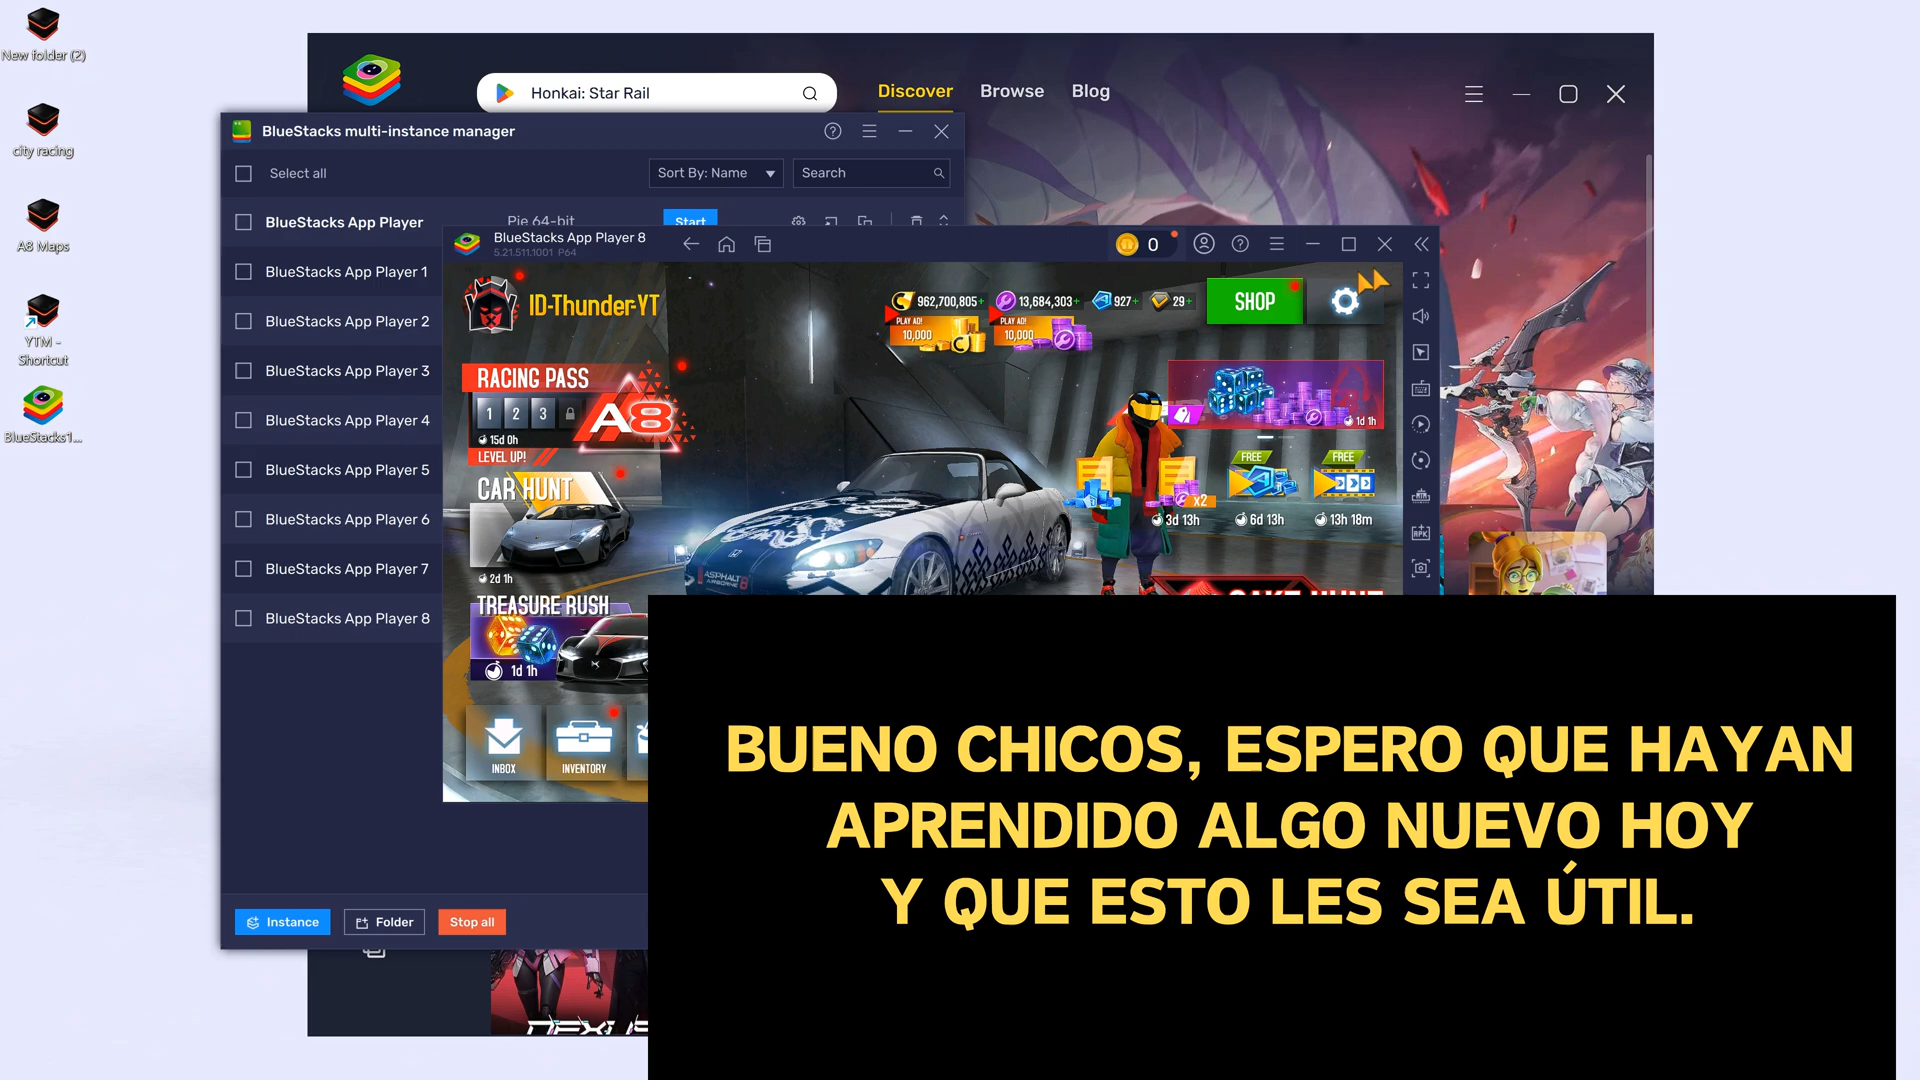 New folder (2)
city racing
A8 Maps
YTM -
Shortcut
BlueStacks1...
Honkai: Star Rail
Discover
Browse
Blog
BlueStacks multi-instance manager
Select all
Sort By: Name
Search
BlueStacks App Player
Pie 64-bit
Start
BlueStacks App Player 1
BlueStacks App Player 2
BlueStacks App Player 3
BlueStacks App Player 4
BlueStacks App Player 5
BlueStacks App Player 6
BlueStacks App Player 7
BlueStacks App Player 8
Instance
Folder
Stop all
BlueStacks App Player 8
5.21.511.1001 P64
0
ID-Thunder-YT
962,700,805+
13,684,303+
927+
29+
SHOP
PLAY AD!
10,000
PLAY AD!
10,000
RACING PASS
1 2 3
A8
15d 0h
LEVEL UP!
CAR HUNT
2d 1h
TREASURE RUSH
1d 1h
INBOX
INVENTORY
1d 1h
FREE
FREE
x2
3d 13h
6d 13h
13h 18m
ASPHALT 8
AIRBORNE
APK
BUENO CHICOS, ESPERO QUE HAYAN
APRENDIDO ALGO NUEVO HOY
Y QUE ESTO LES SEA ÚTIL.